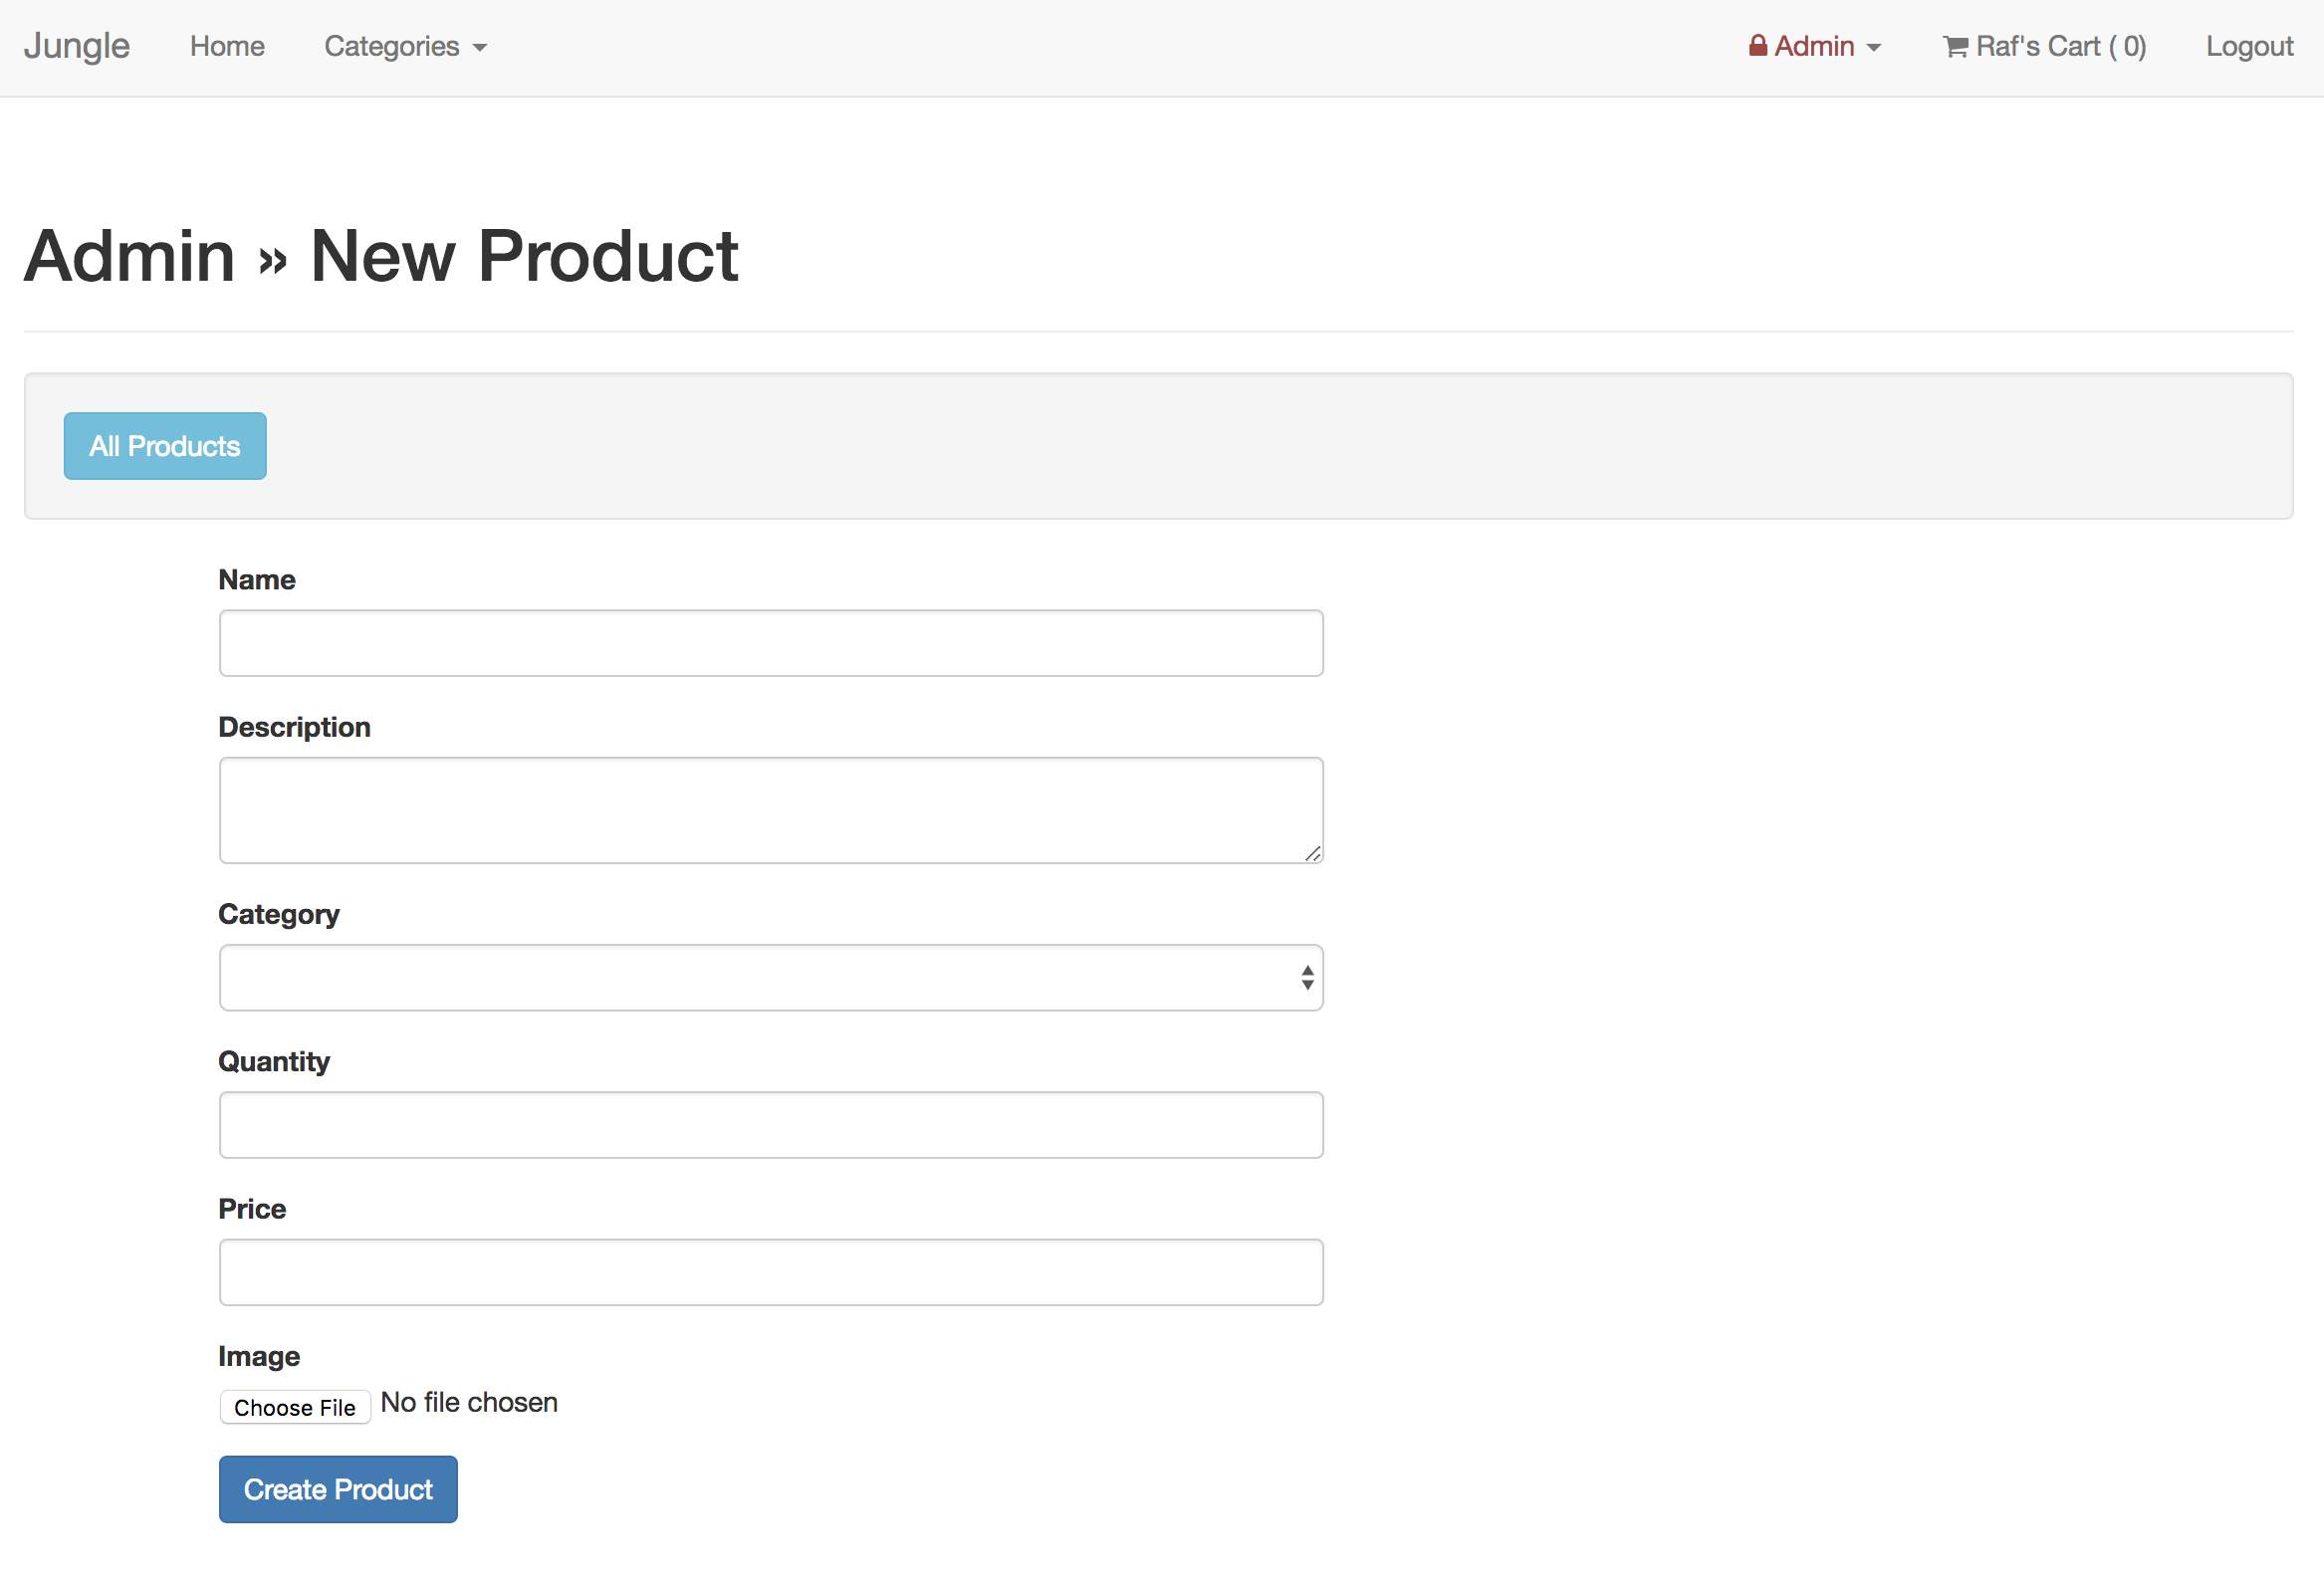 Jungle Home Categories Admin Raf's Cart ( 0) Logout
Admin » New Product
All Products
Name
Description
Category
Quantity
Price
Image
Choose File No file chosen
Create Product